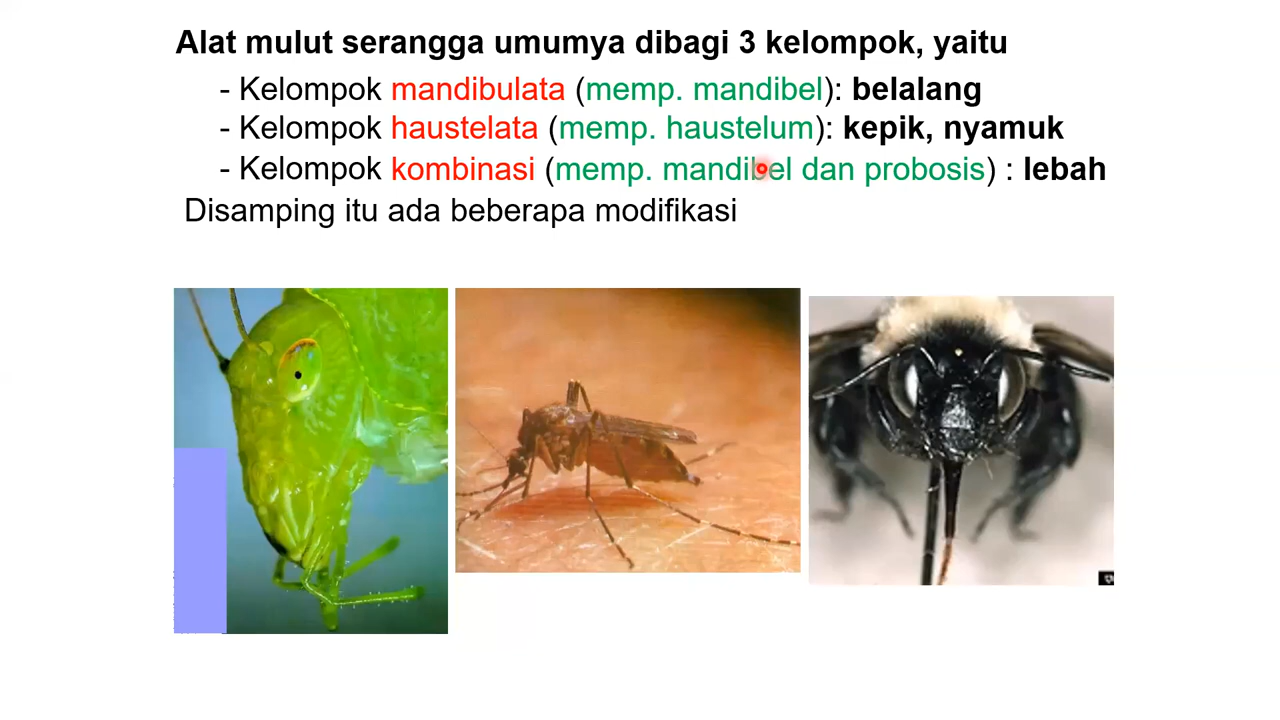 Alat mulut serangga umumya dibagi 3 kelompok, yaitu
- Kelompok mandibulata (memp. mandibel): belalang
- Kelompok haustelata (memp. haustelum): kepik, nyamuk
- Kelompok kombinasi (memp. mandibel dan probosis) : lebah
Disamping itu ada beberapa modifikasi